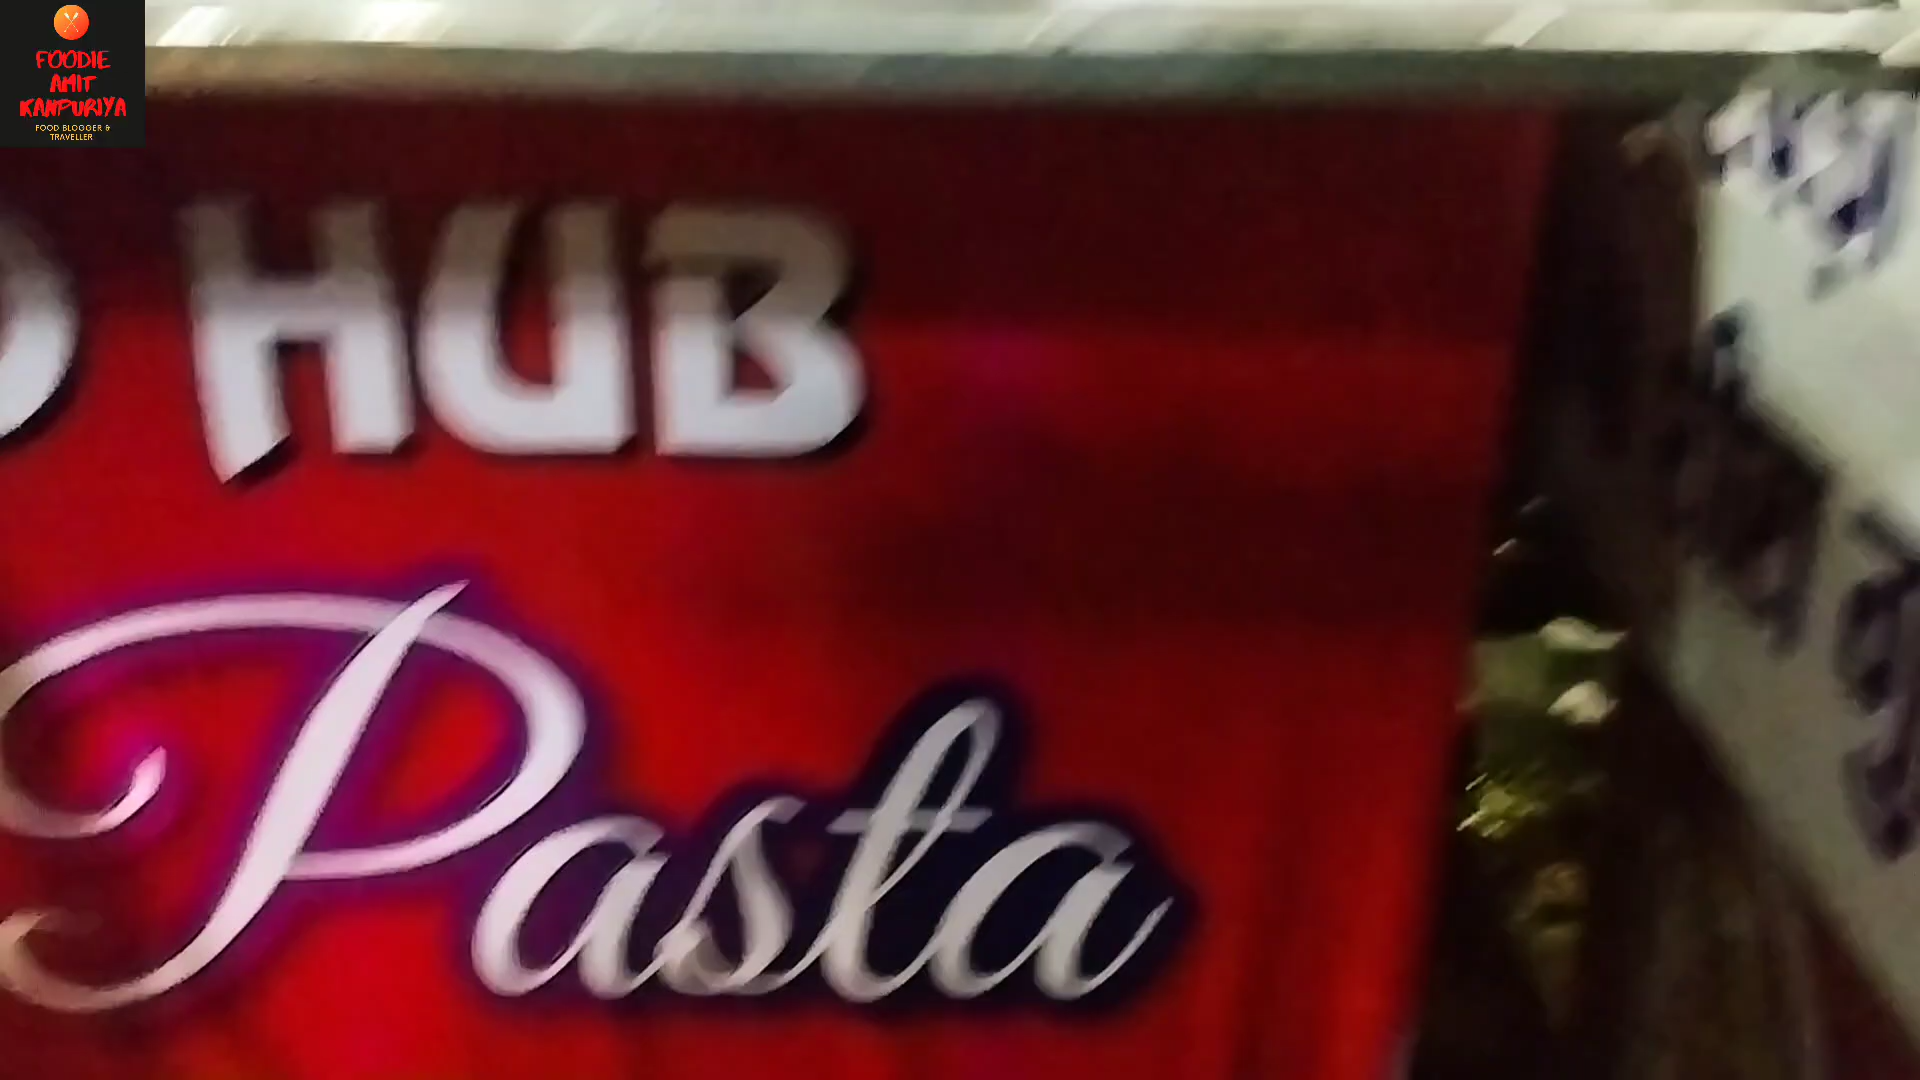 FOODIE
AMIT
KANPURIYA
FOOD BLOGGER &
TRAVELLER
HUB
Pasta